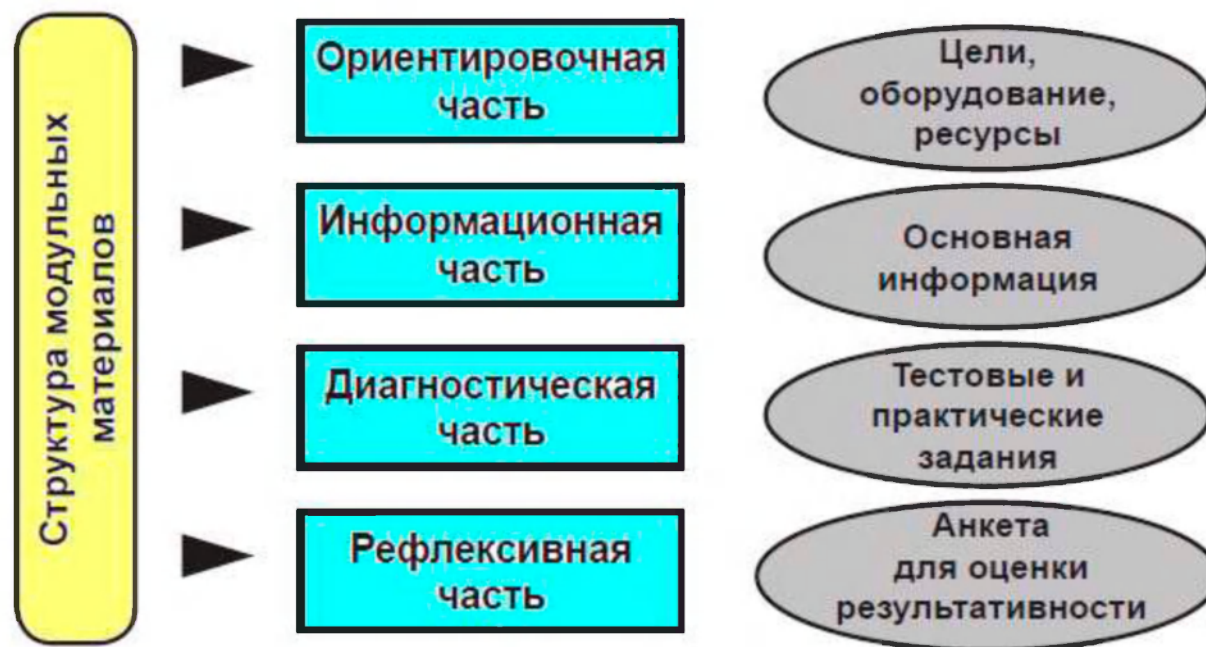 Структура модульных
материалов
Ориентировочная
часть
Цели,
оборудование,
ресурсы
Информационная
часть
Основная
информация
Диагностическая
часть
Тестовые и
практические
задания
Рефлексивная
часть
Анкета
для оценки
результативности